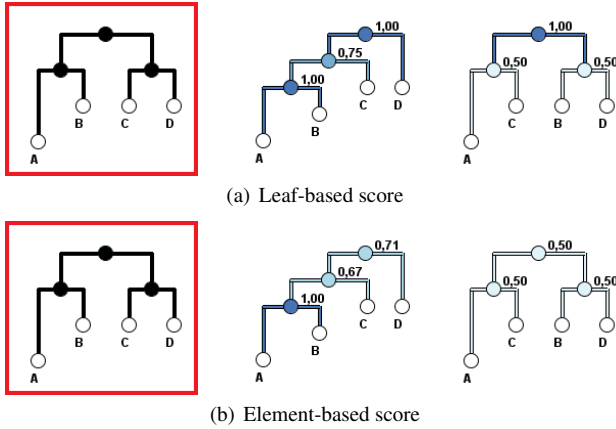 1,00
0,75
1,00
1,00
0,50
0,50
A B C D
A B C D
A C B D
(a) Leaf-based score
0,71
0,67
1,00
0,50
0,50
0,50
A B C D
A B C D
A C B D
(b) Element-based score